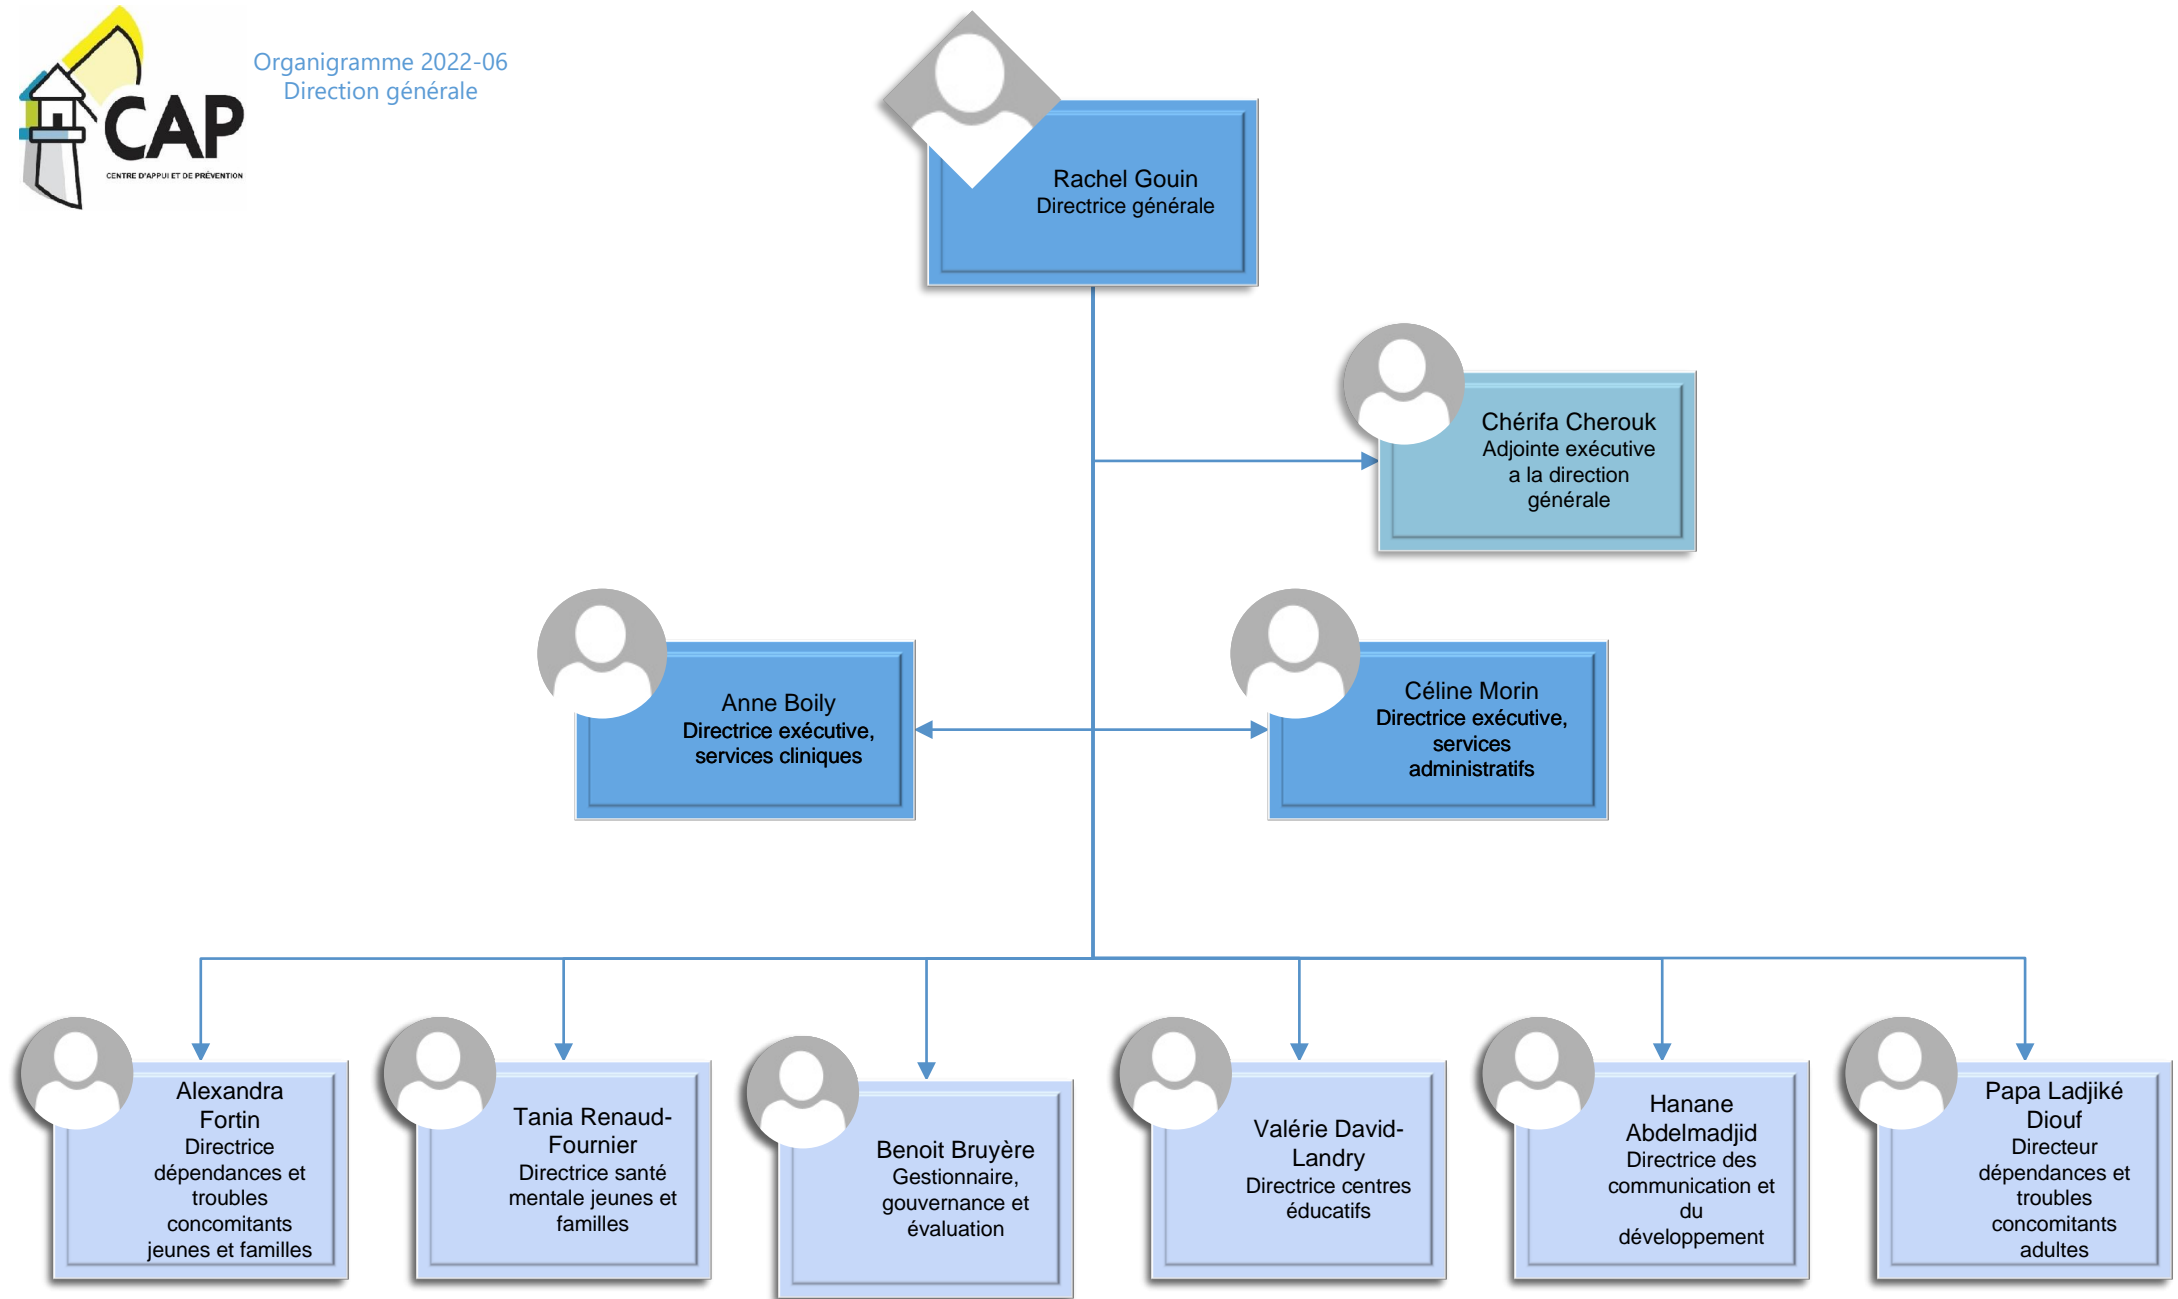 Organigramme 2022-06
Direction générale
CAP
CENTRE D'APPUI ET DE PRÉVENTION
Rachel Gouin
Directrice générale
Chérifa Cherouk
Adjointe exécutive
a la direction
générale
Anne Boily
Directrice exécutive,
services cliniques
Céline Morin
Directrice exécutive,
services
administratifs
Alexandra
Fortin
Directrice
dépendances et
troubles
concomitants
jeunes et familles
Tania Renaud-
Fournier
Directrice santé
mentale jeunes et
familles
Benoit Bruyère
Gestionnaire,
gouvernance et
évaluation
Valérie David-
Landry
Directrice centres
éducatifs
Hanane
Abdelmadjid
Directrice des
communication et
du
développement
Papa Ladjiké
Diouf
Directeur
dépendances et
troubles
concomitants
adultes